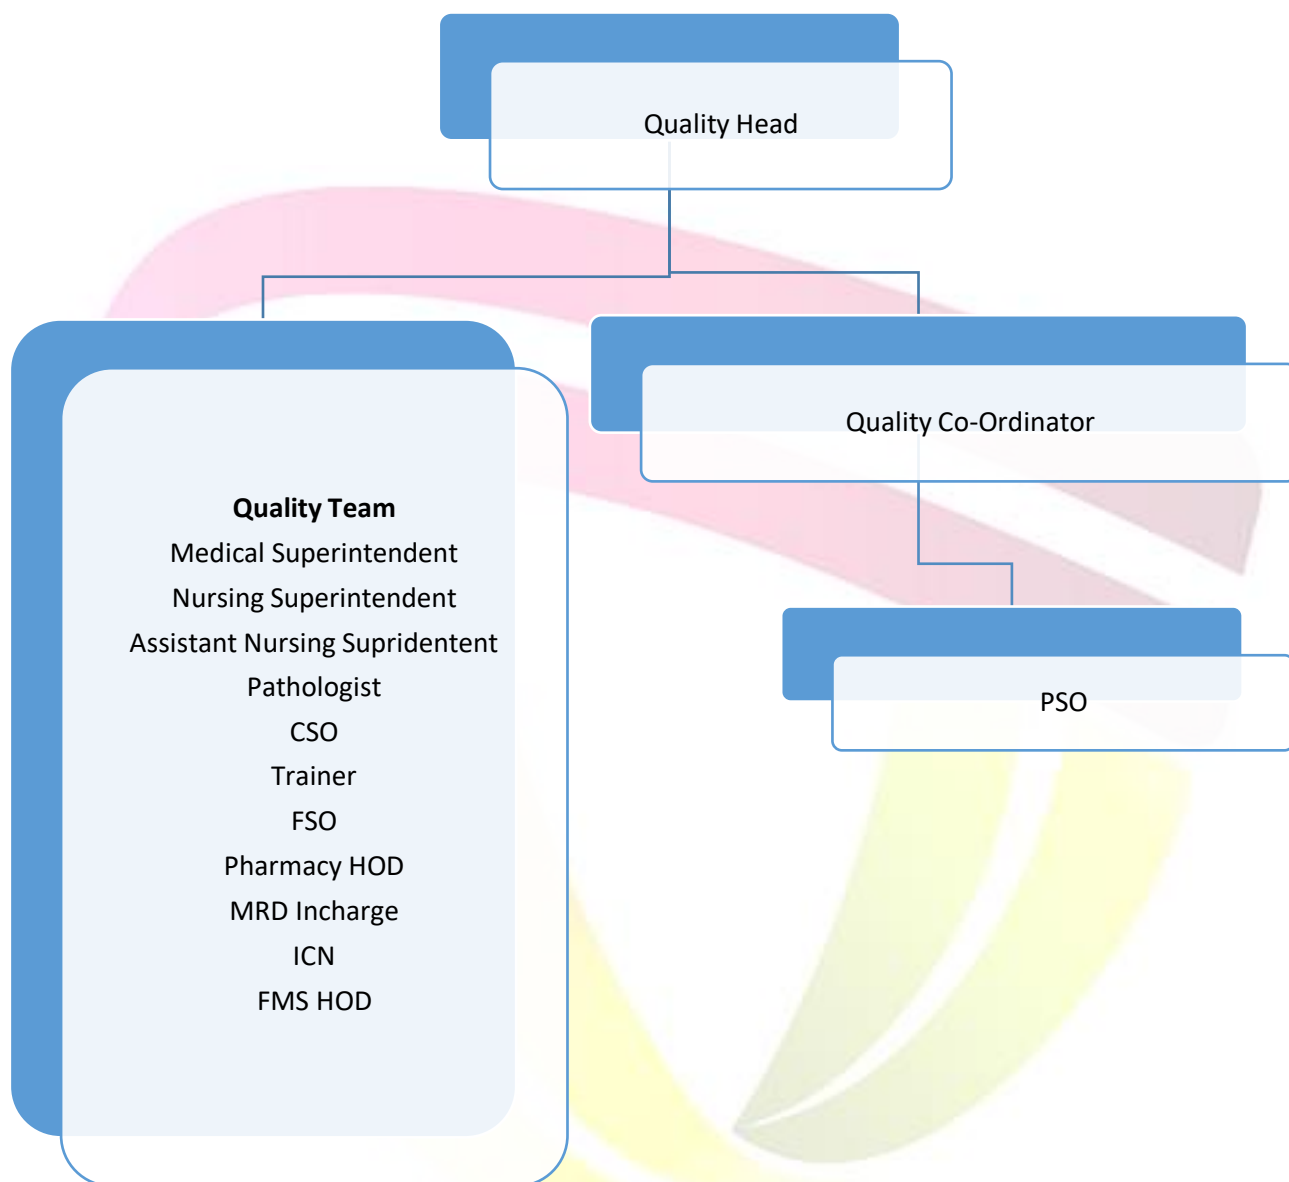 Quality Head
Quality Co-Ordinator
Quality Team
Medical Superintendent
Nursing Superintendent
Assistant Nursing Supridentent
Pathologist
CSO
Trainer
FSO
Pharmacy HOD
MRD Incharge
ICN
FMS HOD
PSO